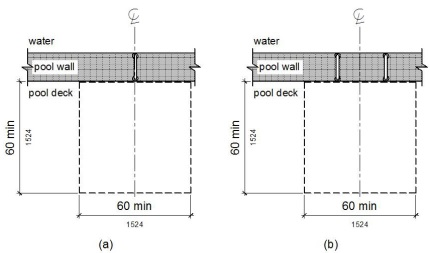 ℄
water
pool wall
pool deck
60 min
1524
60 min
1524
(a)
℄
water
pool wall
pool deck
60 min
1524
60 min
1524
(b)